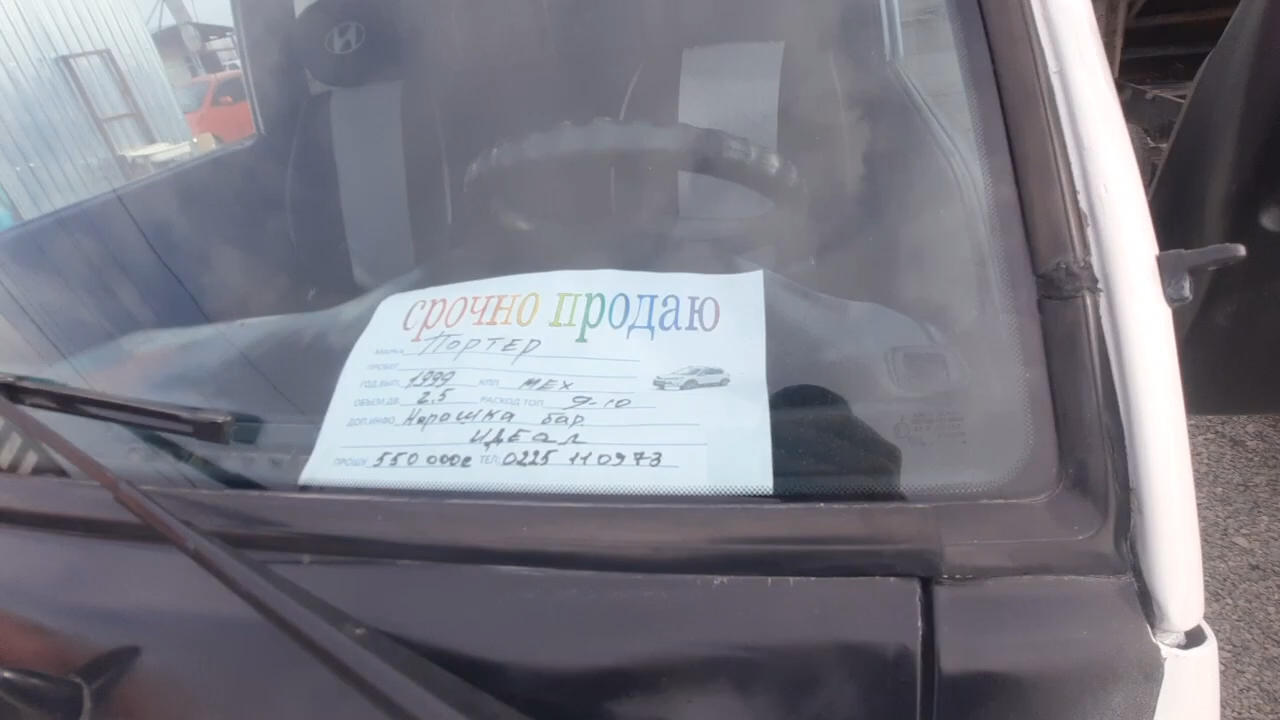 срочно продаю
МАРКА Портер
ПРОБЕГ
ГОД ВЫП. 1999 КПП мех
ОБЪЕМ ДВ. 2.5 РАСХОД ТОП. 9-10
ДОП.ИНФО Карошка бар.
идеал
ПРОШУ 550 000с ТЕЛ: 0225 110973